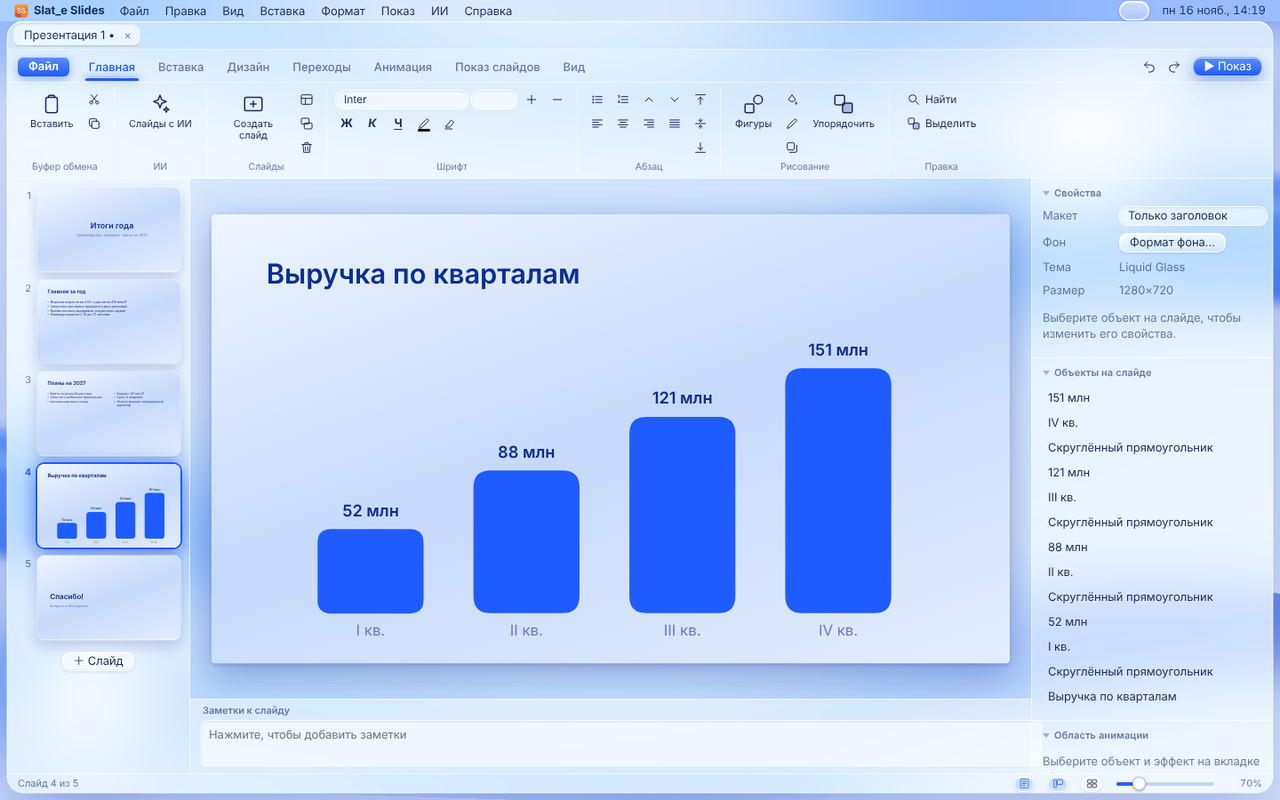 Slat_e Slides Файл Правка Вид Вставка Формат Показ ИИ Справка пн 16 нояб., 14:19
Презентация 1 • ×
Файл Главная Вставка Дизайн Переходы Анимация Показ слайдов Вид Показ
Вставить
Слайды с ИИ
Создать слайд
Inter
Ж К Ч
Фигуры
Упорядочить
Найти
Выделить
Буфер обмена ИИ Слайды Шрифт Абзац Рисование Правка
1
Итоги года
2
Главное за год
3
Планы на 2027
4
Выручка по кварталам
5
Спасибо!
+ Слайд
Выручка по кварталам
52 млн
88 млн
121 млн
151 млн
I кв. II кв. III кв. IV кв.
Заметки к слайду
Нажмите, чтобы добавить заметки
Свойства
Макет Только заголовок
Фон Формат фона...
Тема Liquid Glass
Размер 1280×720
Выберите объект на слайде, чтобы
изменить его свойства.
Объекты на слайде
151 млн
IV кв.
Скруглённый прямоугольник
121 млн
III кв.
Скруглённый прямоугольник
88 млн
II кв.
Скруглённый прямоугольник
52 млн
I кв.
Скруглённый прямоугольник
Выручка по кварталам
Область анимации
Выберите объект и эффект на вкладке
Слайд 4 из 5 70%